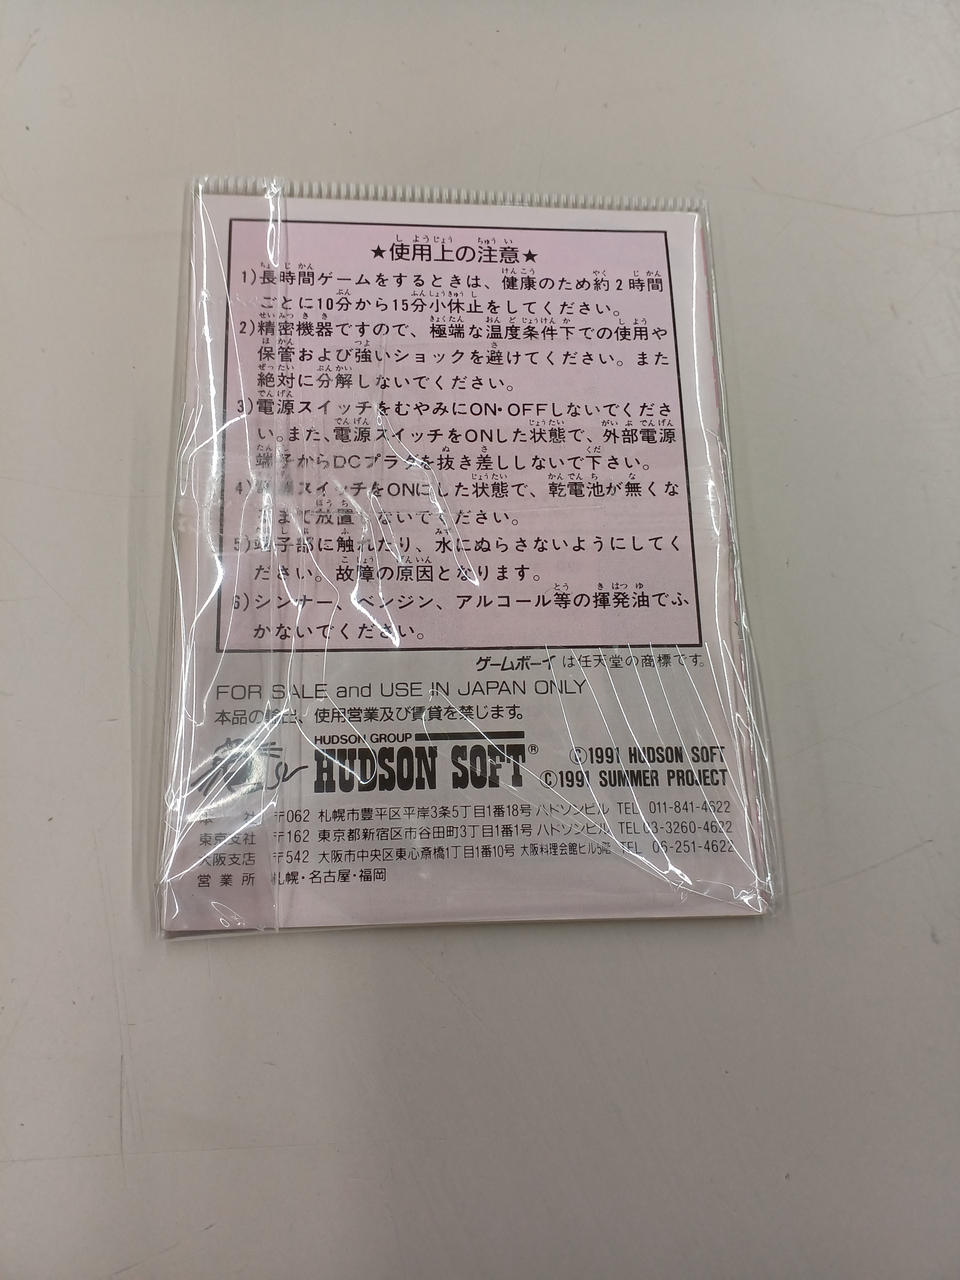 ★使用上の注意★
1)長時間ゲームをするときは、健康のため約2時間
ごとに10分から15分小休止をしてください。
2)精密機器ですので、極端な温度条件下での使用や
保管および強いショックを避けてください。また
絶対に分解しないでください。
3)電源スイッチをむやみにON・OFFしないでくださ
い。また、電源スイッチをONした状態で、外部電源
端子からDCプラグを抜き差ししないで下さい。
4)電源スイッチをONにした状態で、乾電池が無くな
るまで放置しないでください。
5)端子部に触れたり、水にぬらさないようにしてく
ださい。故障の原因となります。
6)シンナー、ベンジン、アルコール等の揮発油でふ
かないでください。
ゲームボーイは任天堂の商標です。
FOR SALE and USE IN JAPAN ONLY
本品の輸出、使用営業及び賃貸を禁じます。
HUDSON GROUP
HUDSON SOFT®
©1991 HUDSON SOFT
©1991 SUMMER PROJECT
本社 〒062 札幌市豊平区平岸3条5丁目1番18号 ハドソンビル TEL 011-841-4622
東京支社 〒162 東京都新宿区市谷田町3丁目1番1号 ハドソンビル TEL 03-3260-4622
大阪支店 〒542 大阪市中央区東心斎橋1丁目1番10号 大阪料理会館ビル5階 TEL 06-251-4622
営業所 札幌・名古屋・福岡